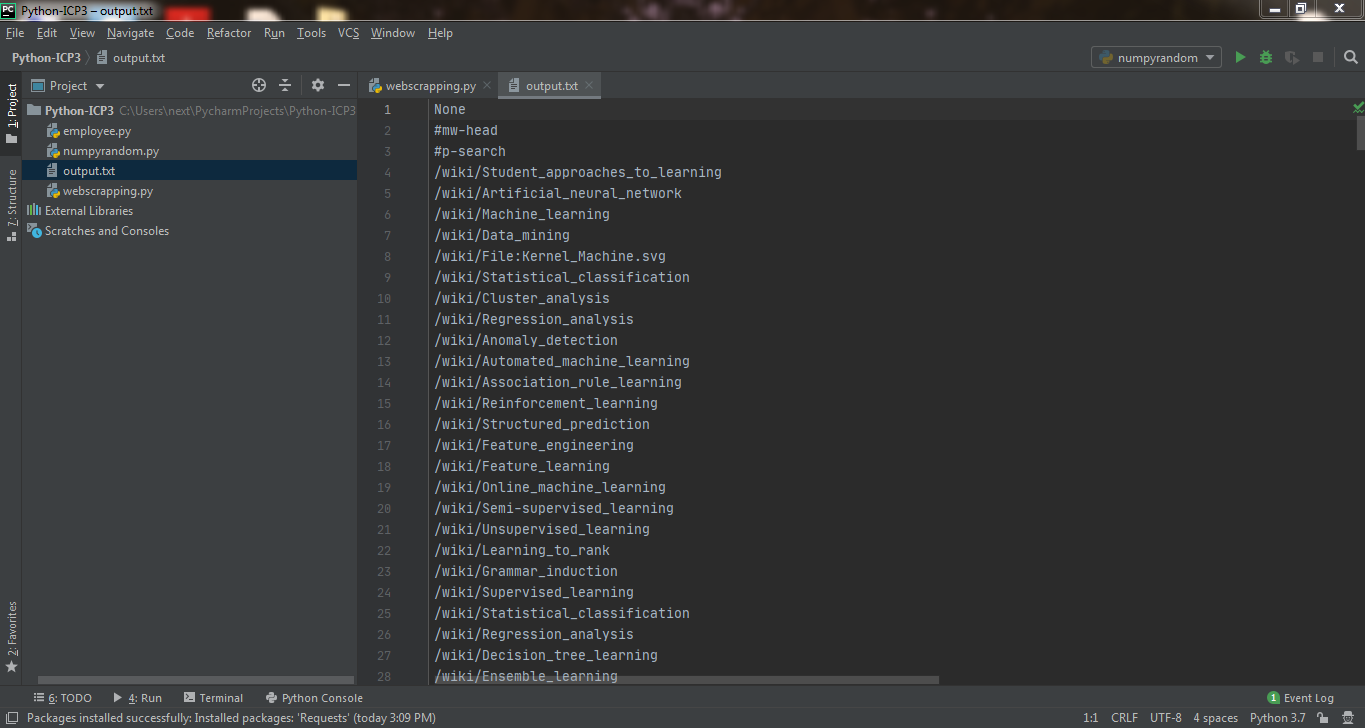 PC Python-ICP3 – output.txt
File Edit View Navigate Code Refactor Run Tools VCS Window Help
Python-ICP3 output.txt numpyrandom
Project webscrapping.py output.txt
1: Project
7: Structure
2: Favorites
Python-ICP3 C:\Users\next\PycharmProjects\Python-ICP3
employee.py
numpyrandom.py
output.txt
webscrapping.py
External Libraries
Scratches and Consoles
1 None
2 #mw-head
3 #p-search
4 /wiki/Student_approaches_to_learning
5 /wiki/Artificial_neural_network
6 /wiki/Machine_learning
7 /wiki/Data_mining
8 /wiki/File:Kernel_Machine.svg
9 /wiki/Statistical_classification
10 /wiki/Cluster_analysis
11 /wiki/Regression_analysis
12 /wiki/Anomaly_detection
13 /wiki/Automated_machine_learning
14 /wiki/Association_rule_learning
15 /wiki/Reinforcement_learning
16 /wiki/Structured_prediction
17 /wiki/Feature_engineering
18 /wiki/Feature_learning
19 /wiki/Online_machine_learning
20 /wiki/Semi-supervised_learning
21 /wiki/Unsupervised_learning
22 /wiki/Learning_to_rank
23 /wiki/Grammar_induction
24 /wiki/Supervised_learning
25 /wiki/Statistical_classification
26 /wiki/Regression_analysis
27 /wiki/Decision_tree_learning
28 /wiki/Ensemble_learning
6: TODO 4: Run Terminal Python Console 1 Event Log
Packages installed successfully: Installed packages: 'Requests' (today 3:09 PM) 1:1 CRLF UTF-8 4 spaces Python 3.7